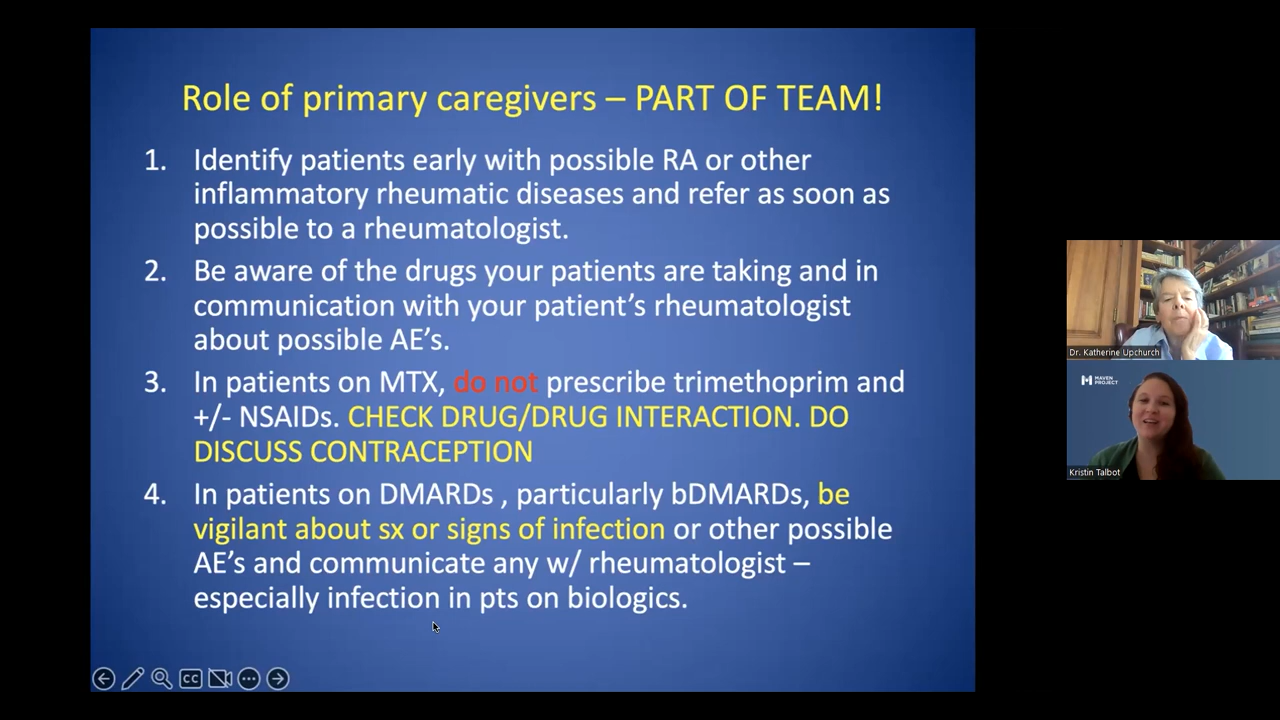 Role of primary caregivers – PART OF TEAM!
1. Identify patients early with possible RA or other
inflammatory rheumatic diseases and refer as soon as
possible to a rheumatologist.
2. Be aware of the drugs your patients are taking and in
communication with your patient’s rheumatologist
about possible AE’s.
3. In patients on MTX, do not prescribe trimethoprim and
+/- NSAIDs. CHECK DRUG/DRUG INTERACTION. DO
DISCUSS CONTRACEPTION
4. In patients on DMARDs , particularly bDMARDs, be
vigilant about sx or signs of infection or other possible
AE’s and communicate any w/ rheumatologist –
especially infection in pts on biologics.
CC
Dr. Katherine Upchurch
MAVEN
PROJECT
Kristin Talbot